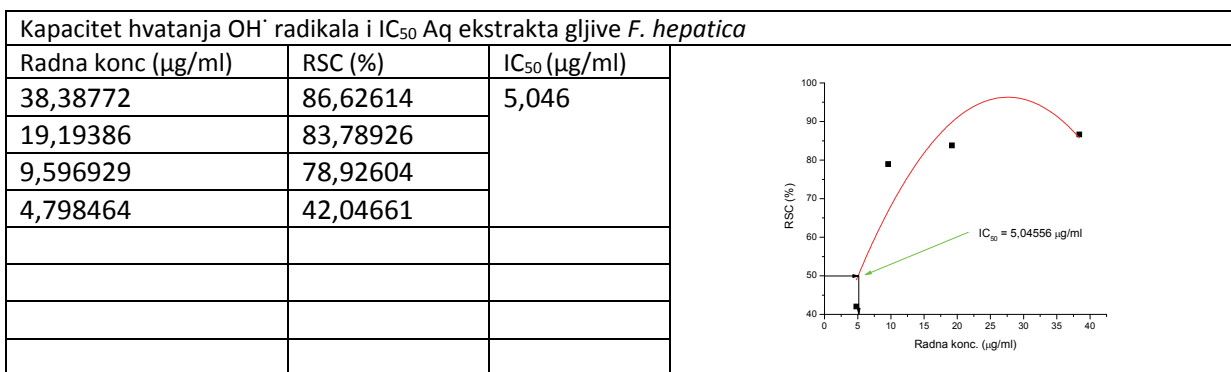 Kapacitet hvatanja OH˙ radikala i IC₅₀ Aq ekstrakta gljive F. hepatica
Radna konc (µg/ml) RSC (%) IC₅₀ (µg/ml)
38,38772 86,62614 5,046
19,19386 83,78926
9,596929 78,92604
4,798464 42,04661
100
90
80
70
60
50
40
RSC (%)
IC₅₀ = 5,04556 µg/ml
0 5 10 15 20 25 30 35 40
Radna konc. (µg/ml)